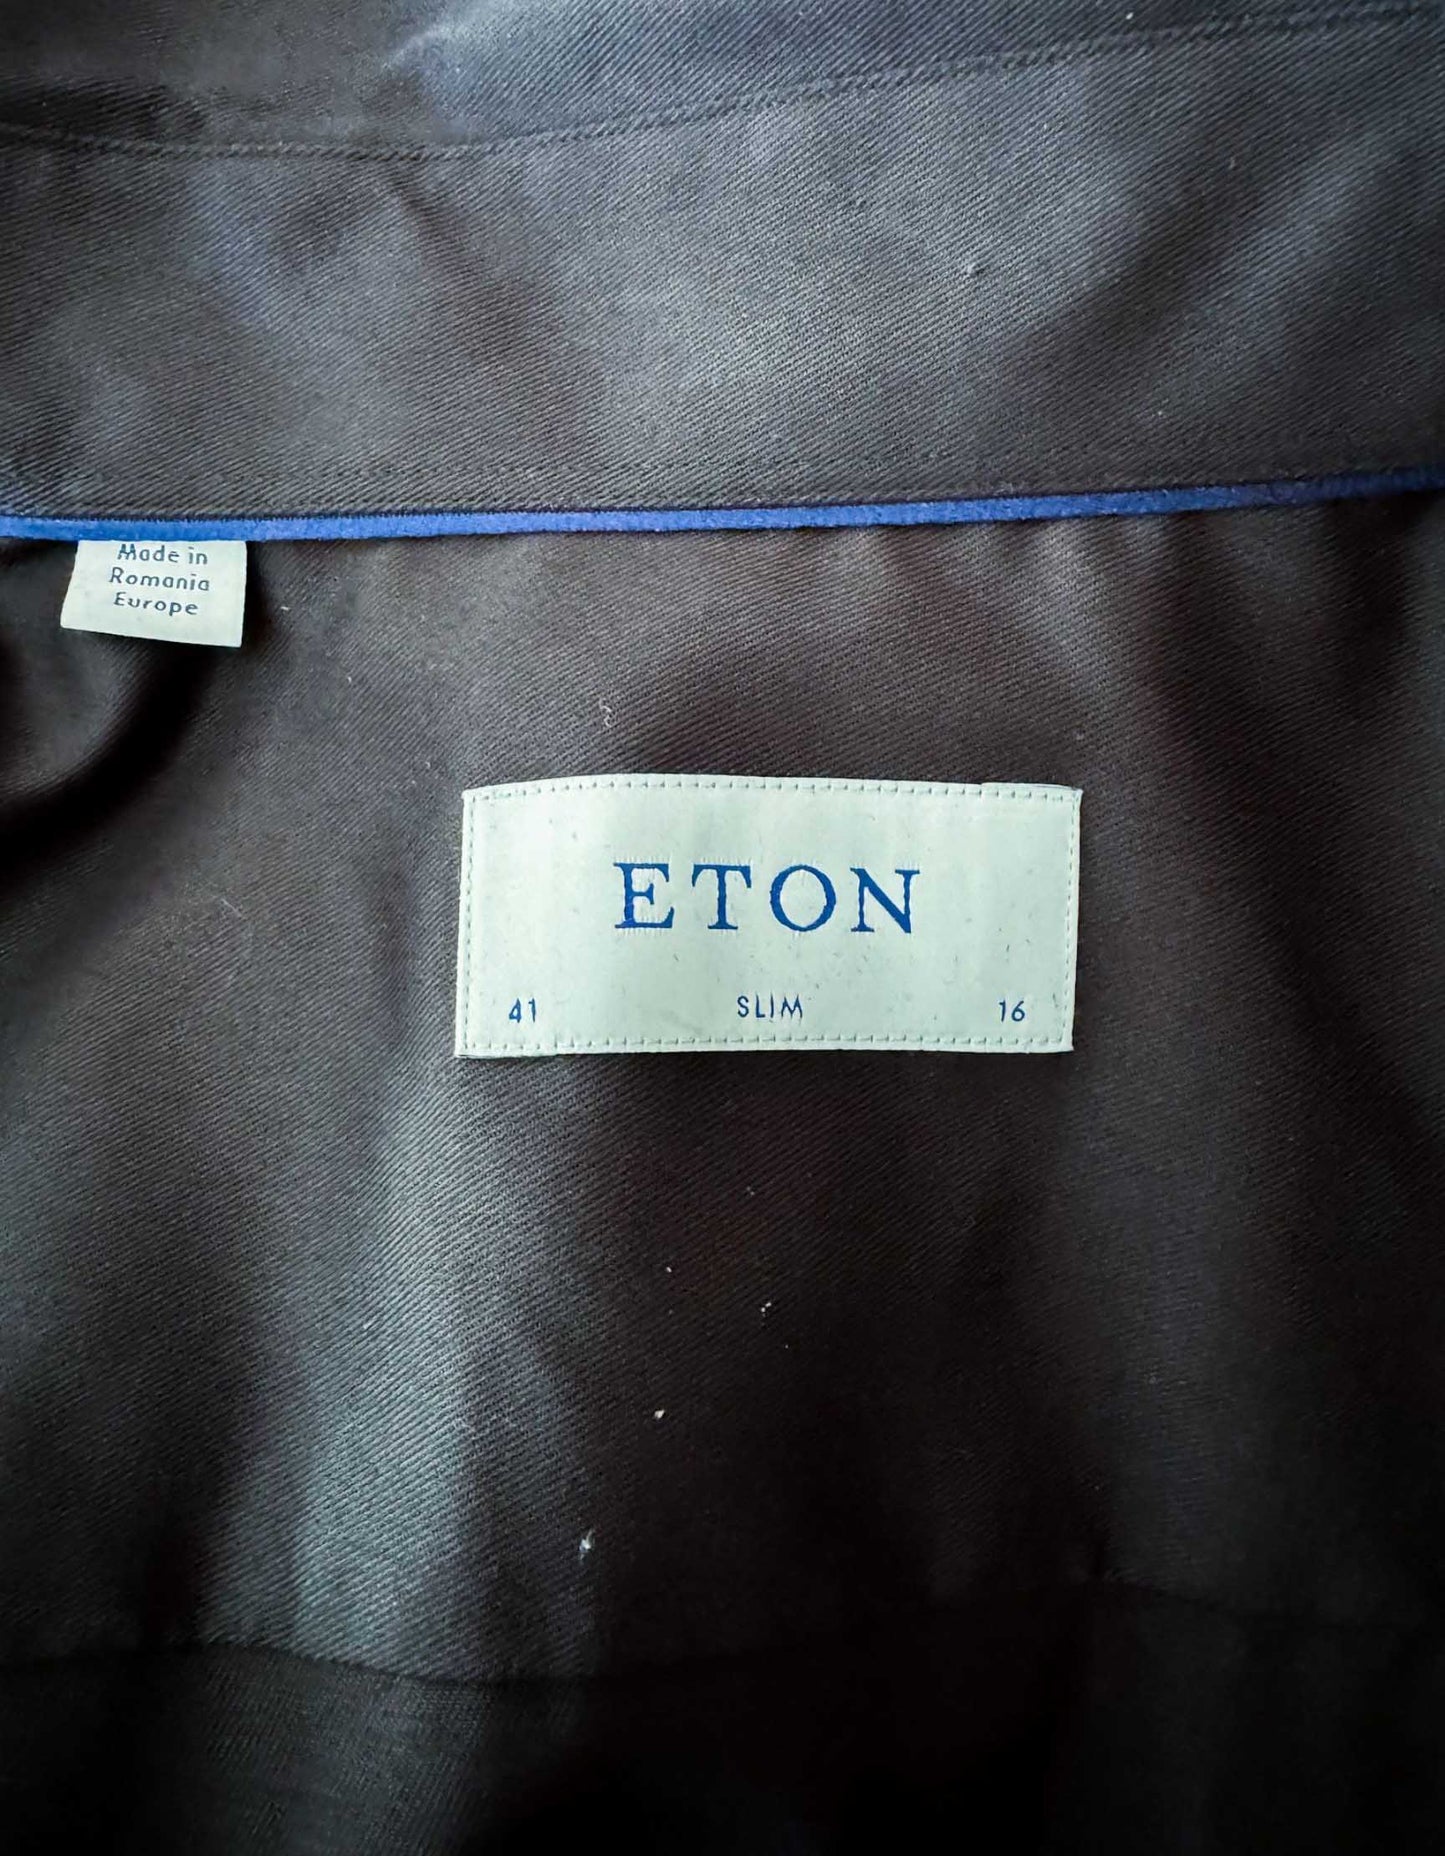 Made in
Romania
Europe
ETON
41 SLIM 16